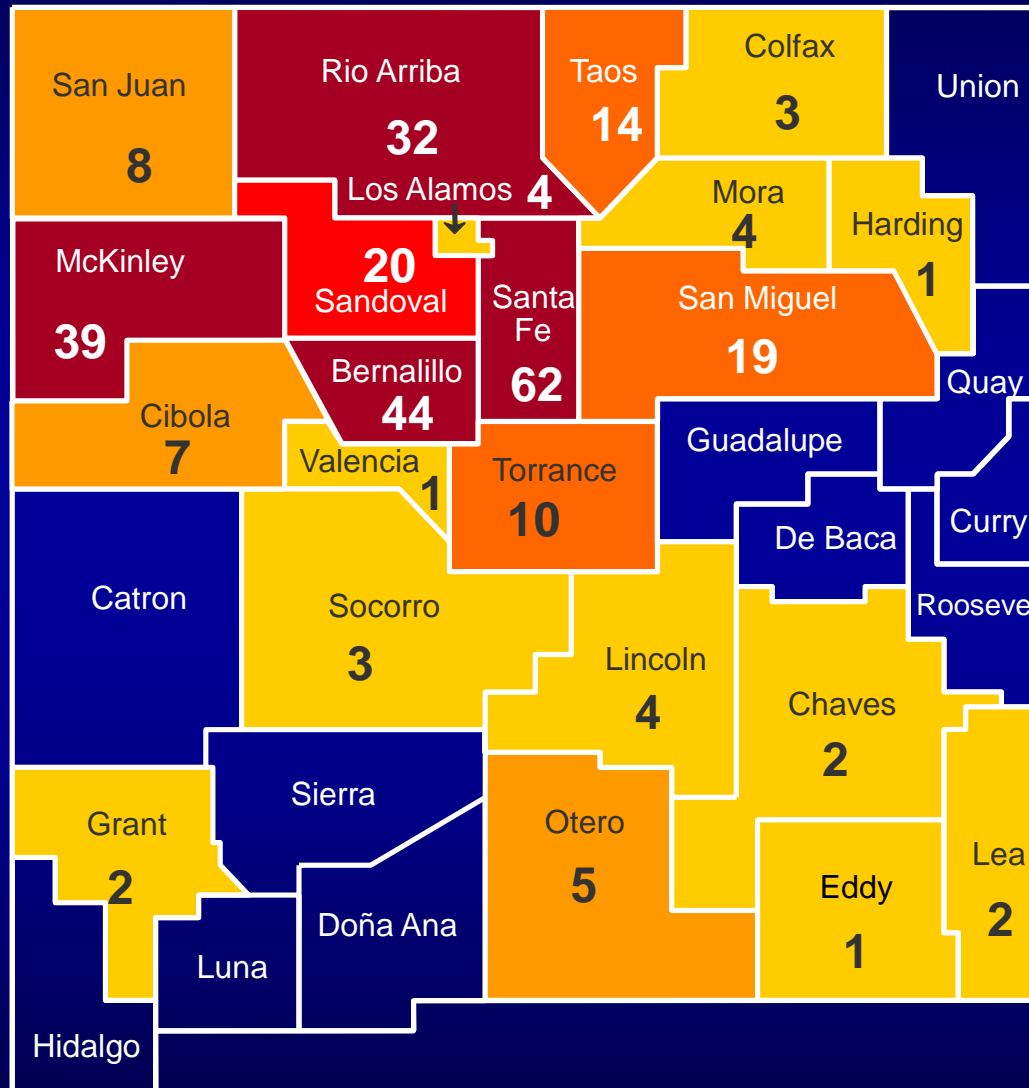 San Juan
8
Rio Arriba
32
Taos
14
Colfax
3
Union
Los Alamos 4
Mora
4
Harding
1
McKinley
39
20
Sandoval
Santa
Fe
62
San Miguel
19
Quay
Bernalillo
44
Cibola
7
Valencia
1
Torrance
10
Guadalupe
De Baca
Curry
Catron
Socorro
3
Lincoln
4
Rooseve
Chaves
2
Sierra
Grant
2
Otero
5
Eddy
1
Lea
2
Doña Ana
Luna
Hidalgo